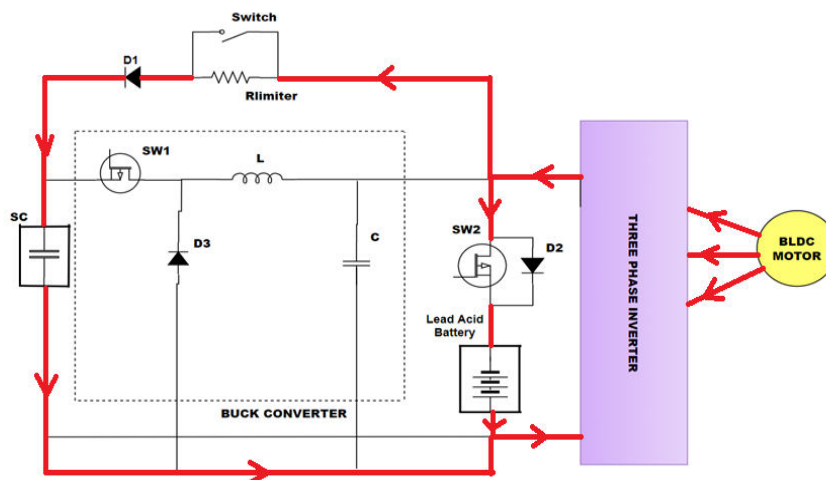 Switch
D1
Rlimiter
SW1
L
SC
D3
C
SW2
D2
Lead Acid
Battery
BUCK CONVERTER
THREE PHASE INVERTER
BLDC
MOTOR